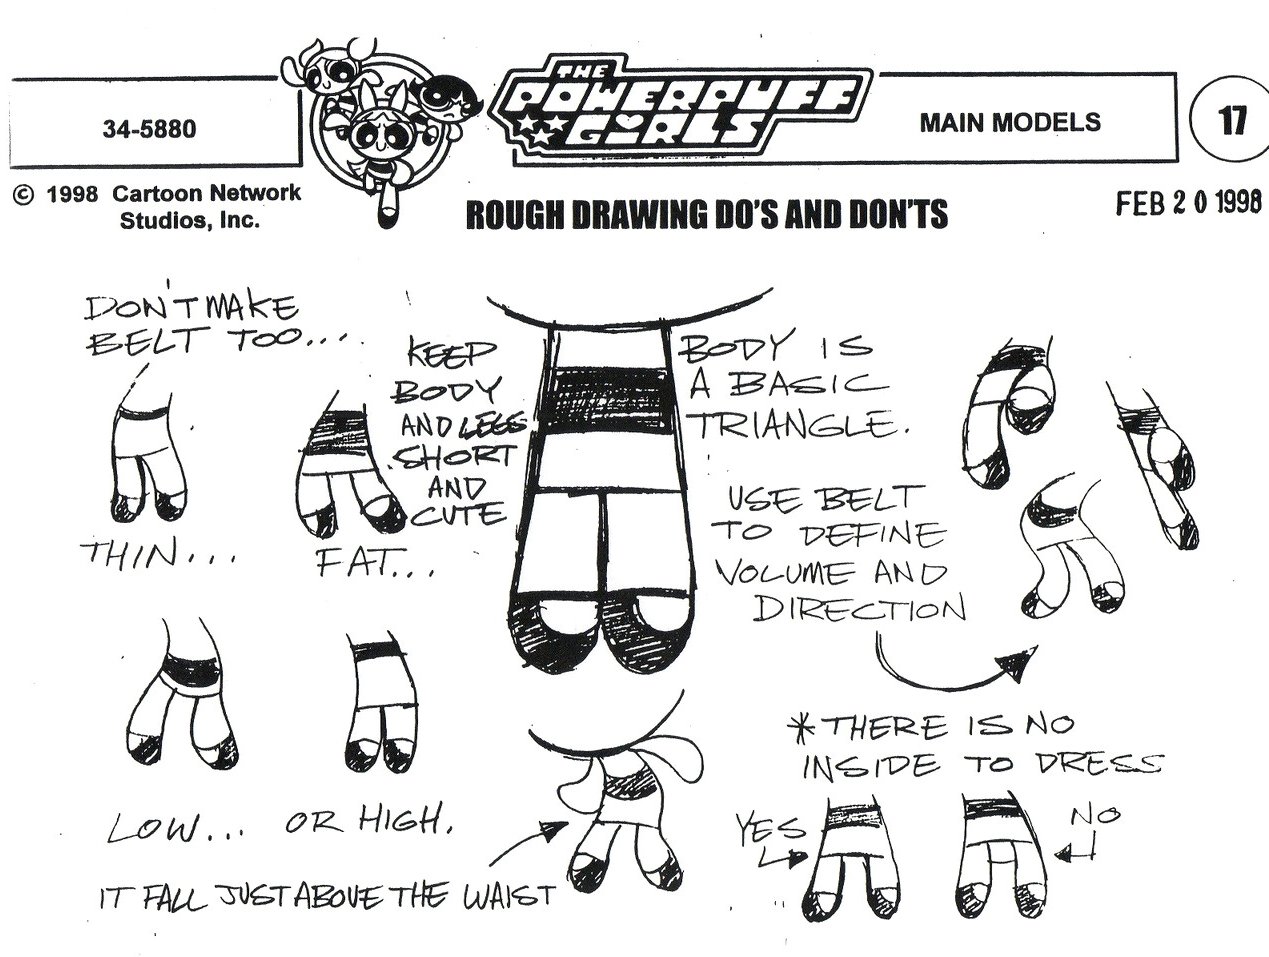 34-5880
THE
POWERPUFF
GIRLS
MAIN MODELS
17
© 1998 Cartoon Network
Studios, Inc.
ROUGH DRAWING DO'S AND DON'TS
FEB 20 1998
DON'T MAKE
BELT TOO....
THIN...
FAT...
LOW...
OR HIGH.
IT FALL JUST ABOVE THE WAIST
KEEP
BODY
AND LEGS
SHORT
AND
CUTE
BODY IS
A BASIC
TRIANGLE.
USE BELT
TO DEFINE
VOLUME AND
DIRECTION
*THERE IS NO
INSIDE TO DRESS
YES
NO